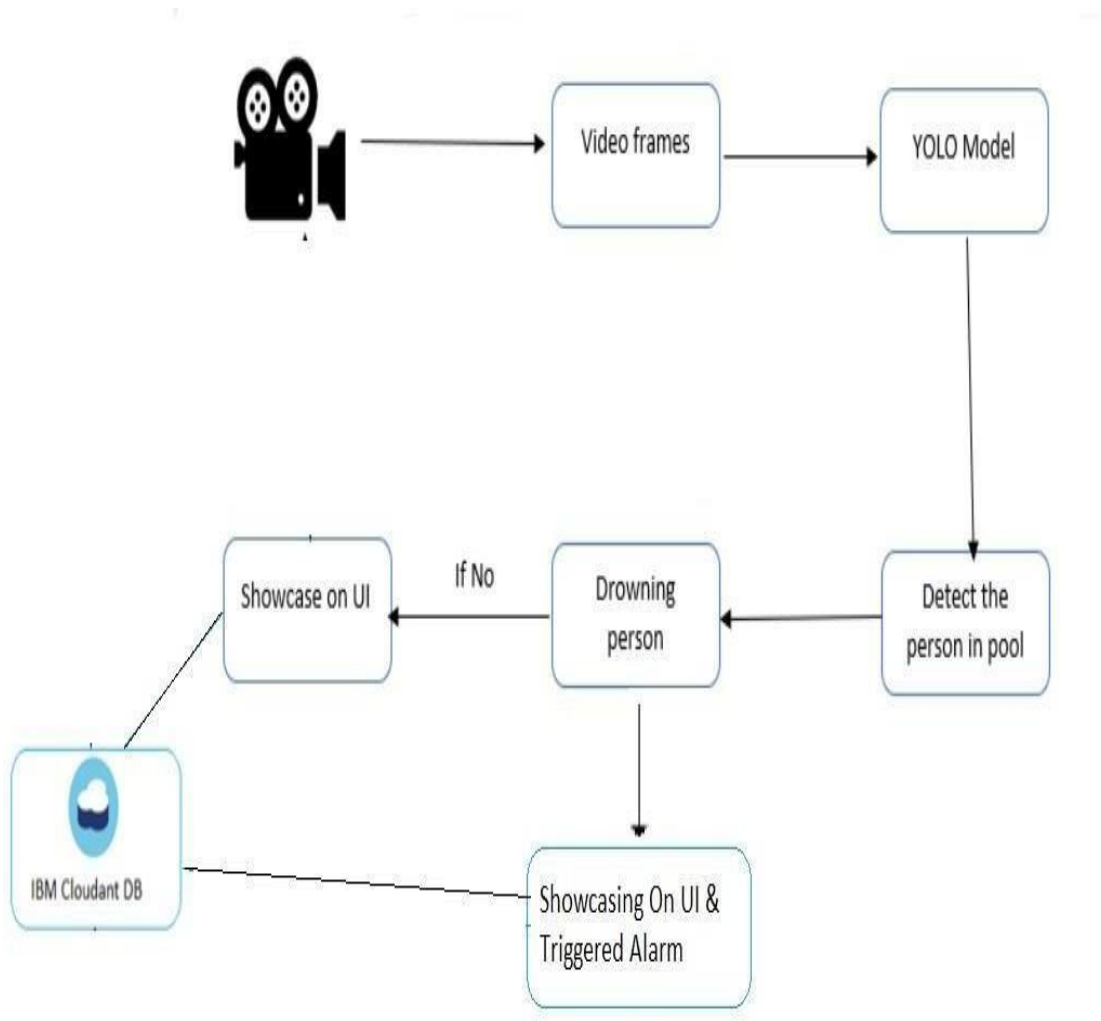 Video frames
YOLO Model
Detect the
person in pool
Drowning
person
If No
Showcase on UI
IBM Cloudant DB
Showcasing On UI &
Triggered Alarm